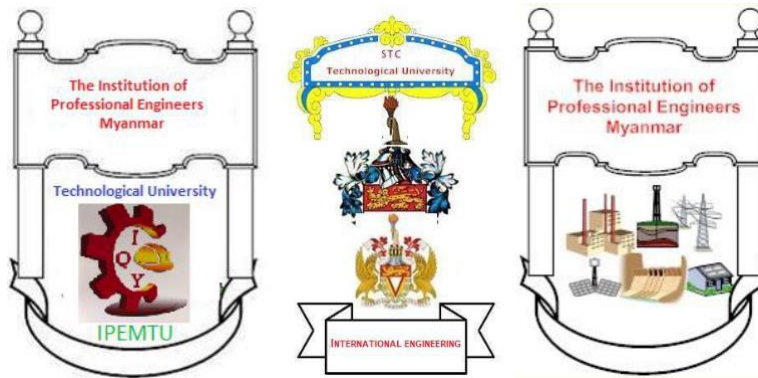 The Institution of
Professional Engineers
Myanmar
Technological University
I
Q Y
IPEMTU
STC
Technological University
INTERNATIONAL ENGINEERING
The Institution of
Professional Engineers
Myanmar